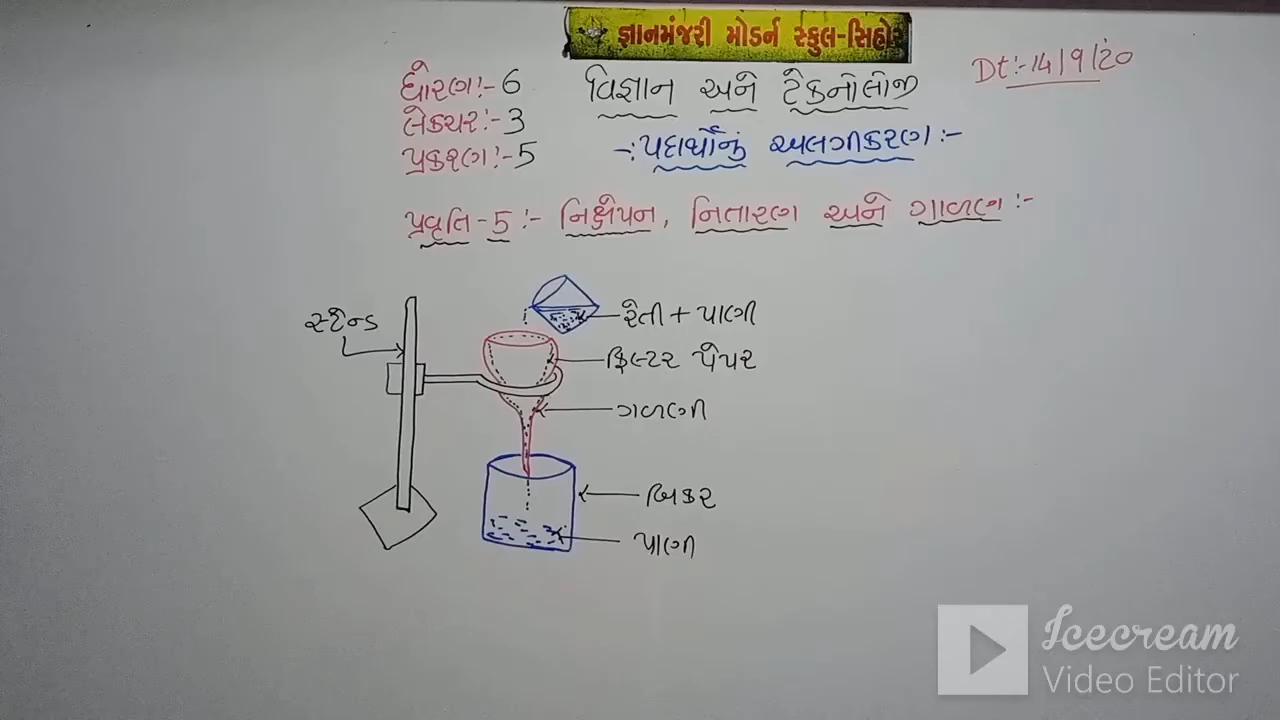 જ્ઞાનમંજરી મોડર્ન સ્કુલ-સિહોર
Dt:-14/9/20
ધોરણ:-6 વિજ્ઞાન અને ટેકનોલોજી
લેક્ચર:-3
પ્રકરણ:-5 -:પદાર્થોનું અલગીકરણ:-
પ્રવૃતિ-5:- નિક્ષેપન, નિતારણ અને ગાળણ:-
સ્ટેન્ડ
રેતી + પાણી
ફિલ્ટર પેપર
ગળણી
બિકર
પાણી
Icecream
Video Editor